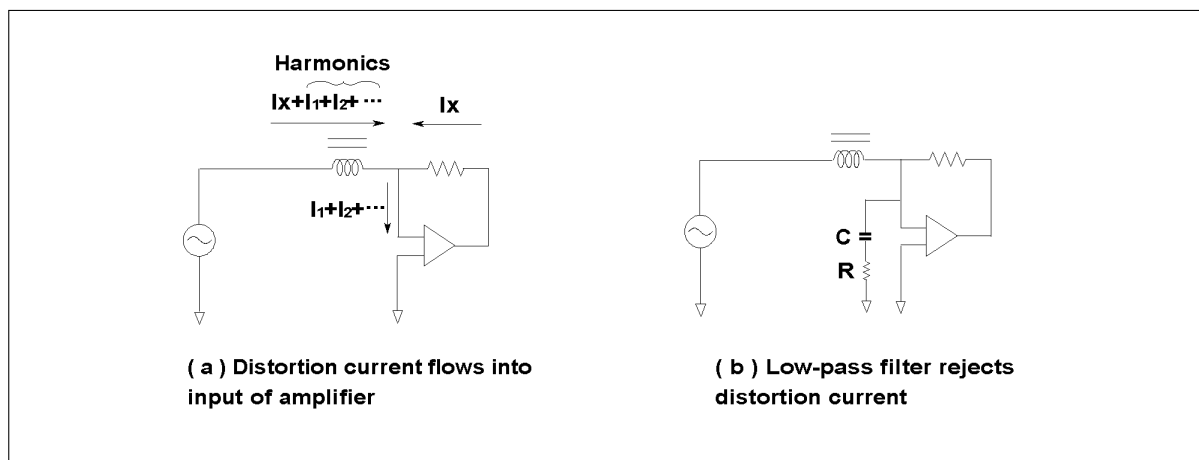 Harmonics
Ix+I₁+I₂+ ···
Ix
I₁+I₂+ ···
( a ) Distortion current flows into
input of amplifier
C
R
( b ) Low-pass filter rejects
distortion current